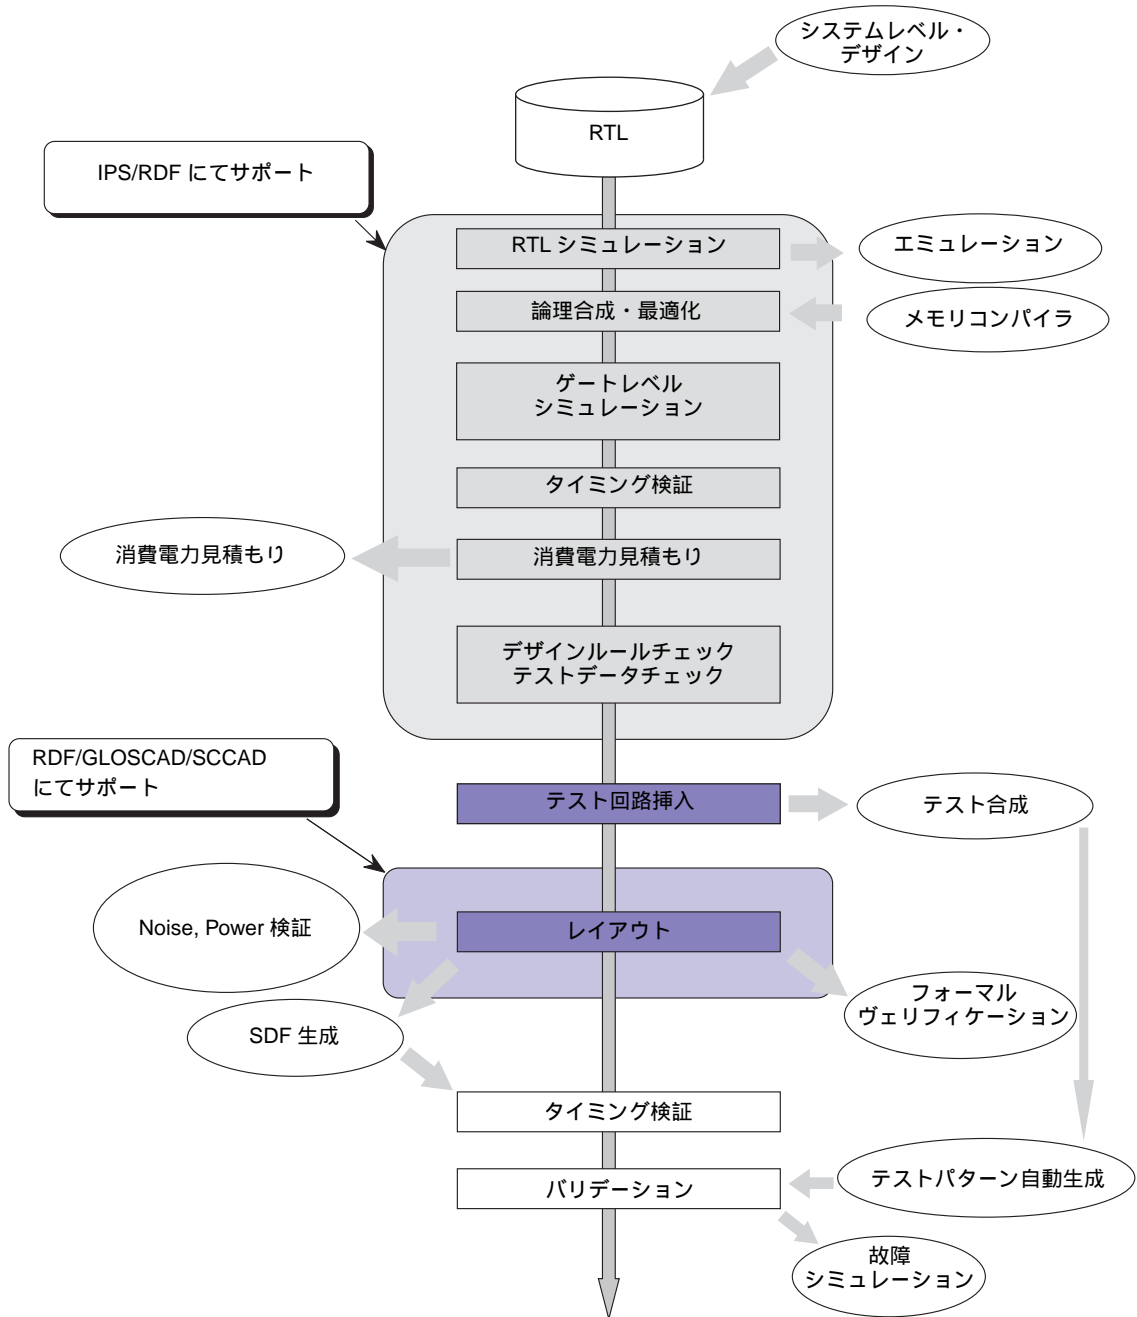 システムレベル・
デザイン
RTL
IPS/RDF にてサポート
RTL シミュレーション
エミュレーション
論理合成・最適化
メモリコンパイラ
ゲートレベル
シミュレーション
タイミング検証
消費電力見積もり
消費電力見積もり
デザインルールチェック
テストデータチェック
RDF/GLOSCAD/SCCAD
にてサポート
テスト回路挿入
テスト合成
Noise, Power 検証
レイアウト
フォーマル
ヴェリフィケーション
SDF 生成
タイミング検証
バリデーション
テストパターン自動生成
故障
シミュレーション